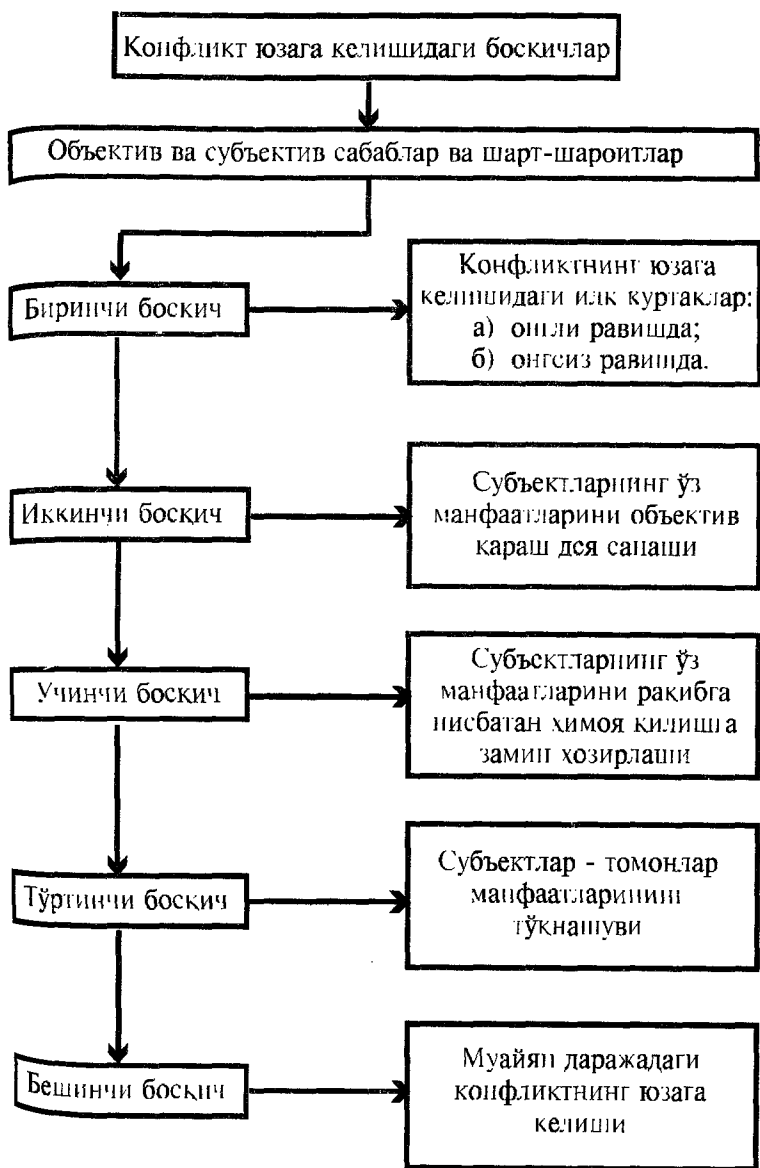 Конфликт юзага келишидаги боскичлар
Объектив ва субъектив сабаблар ва шарт-шароитлар
Биринчи боскич
Конфликтнинг юзага
келишидаги илк куртаклар:
а) онгли равишда;
б) онгсиз равишда.
Иккинчи босқич
Субъектларнинг ўз
манфаатларини объектив
қараш дея санаши
Учинчи босқич
Субъектларнинг ўз
манфаатларини рақибга
нисбатан ҳимоя қилишга
замин ҳозирлаши
Тўртинчи босқич
Субъектлар - томонлар
манфаатларининг
тўқнашуви
Бешинчи босқич
Муайян даражадаги
конфликтнинг юзага
келиши